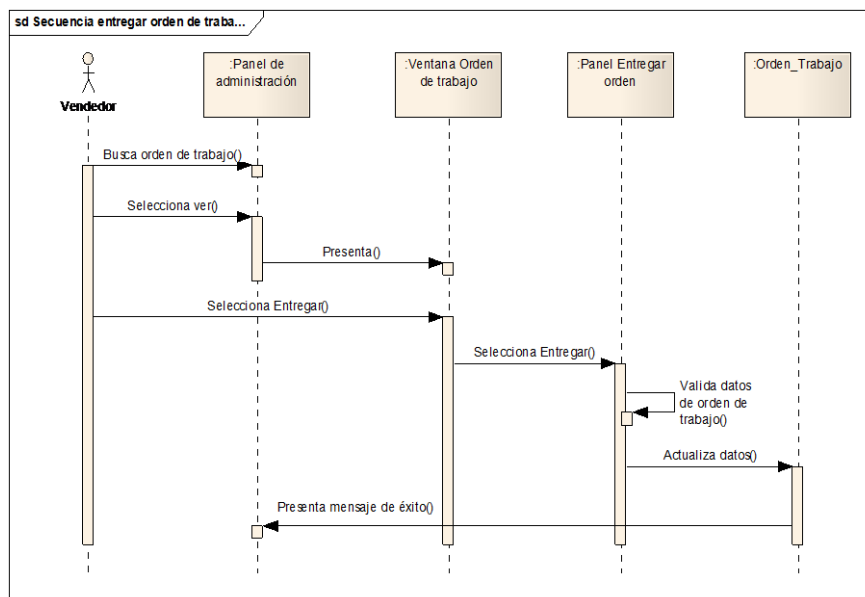 sd Secuencia entregar orden de traba...
Vendedor
:Panel de
administración
:Ventana Orden
de trabajo
:Panel Entregar
orden
:Orden_Trabajo
Busca orden de trabajo()
Selecciona ver()
Presenta()
Selecciona Entregar()
Selecciona Entregar()
Valida datos
de orden de
trabajo()
Actualiza datos()
Presenta mensaje de éxito()